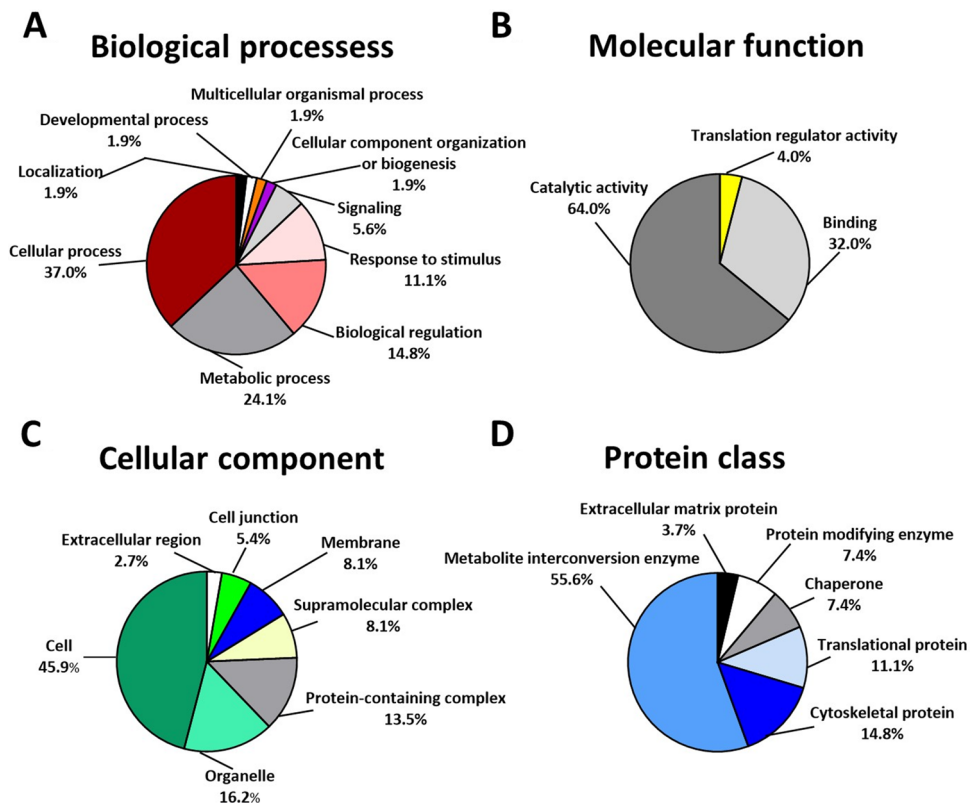 A
Biological processess
Multicellular organismal process
1.9%
Developmental process
1.9%
Cellular component organization
or biogenesis
1.9%
Localization
1.9%
Signaling
5.6%
Cellular process
37.0%
Response to stimulus
11.1%
Biological regulation
14.8%
Metabolic process
24.1%
B
Molecular function
Translation regulator activity
4.0%
Catalytic activity
64.0%
Binding
32.0%
C
Cellular component
Cell junction
5.4%
Extracellular region
2.7%
Membrane
8.1%
Supramolecular complex
8.1%
Cell
45.9%
Protein-containing complex
13.5%
Organelle
16.2%
D
Protein class
Extracellular matrix protein
3.7%
Protein modifying enzyme
7.4%
Metabolite interconversion enzyme
55.6%
Chaperone
7.4%
Translational protein
11.1%
Cytoskeletal protein
14.8%